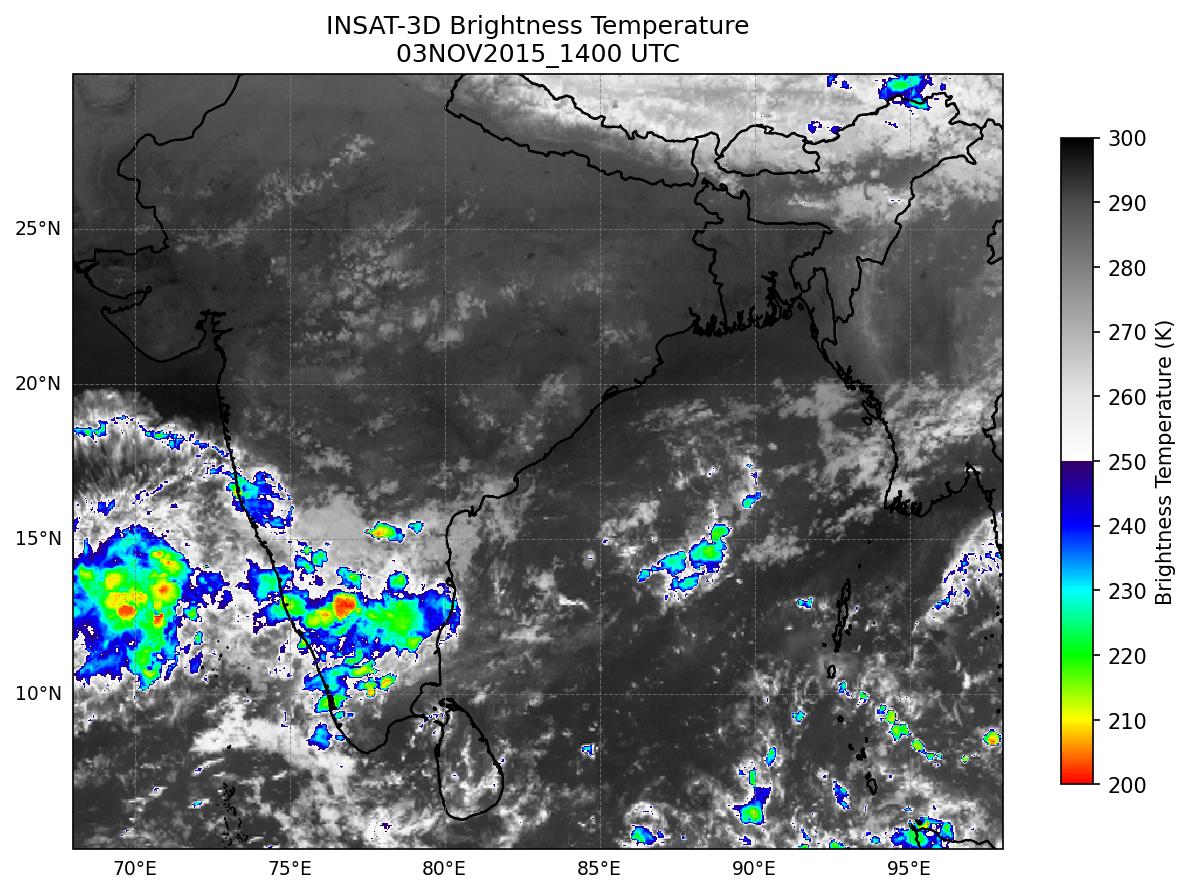 INSAT-3D Brightness Temperature
03NOV2015_1400 UTC
25°N
20°N
15°N
10°N
70°E
75°E
80°E
85°E
90°E
95°E
300
290
280
270
260
250
240
230
220
210
200
Brightness Temperature (K)